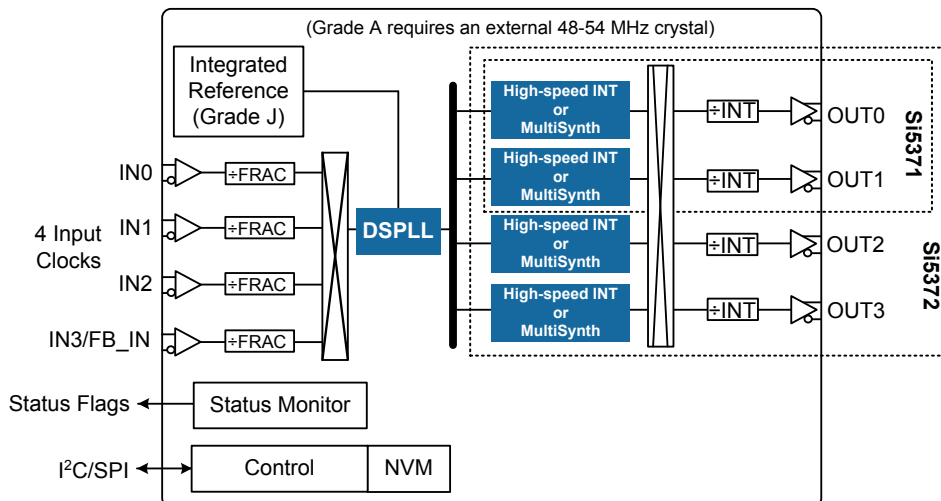 (Grade A requires an external 48-54 MHz crystal)
Integrated
Reference
(Grade J)
IN0
÷FRAC
IN1
÷FRAC
4 Input
Clocks
IN2
÷FRAC
IN3/FB_IN
÷FRAC
DSPLL
High-speed INT
or
MultiSynth
÷INT
OUT0
High-speed INT
or
MultiSynth
÷INT
OUT1
Si5371
High-speed INT
or
MultiSynth
÷INT
OUT2
High-speed INT
or
MultiSynth
÷INT
OUT3
Si5372
Status Flags
Status Monitor
I²C/SPI
Control
NVM